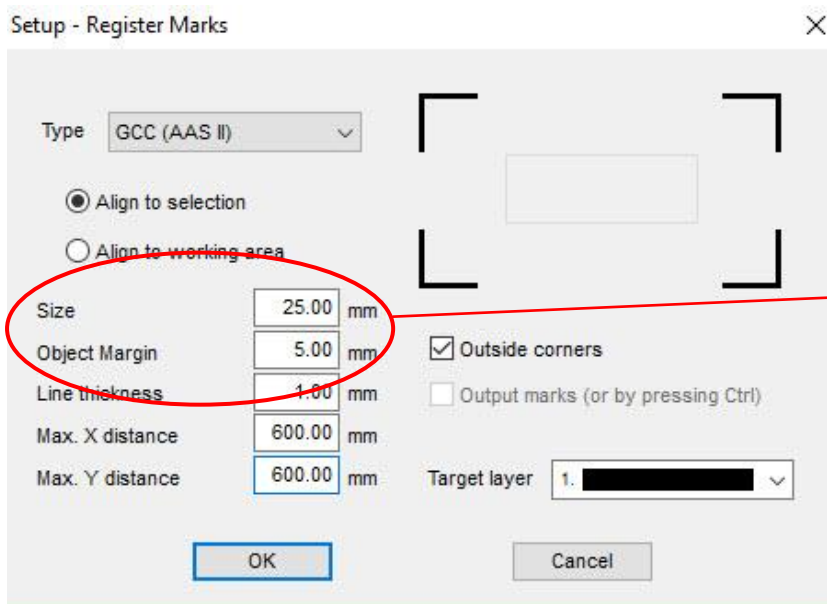 Setup - Register Marks
Type GCC (AAS II)
Align to selection
Align to working area
Size 25.00 mm
Object Margin 5.00 mm
Line thickness 1.00 mm
Max. X distance 600.00 mm
Max. Y distance 600.00 mm
Outside corners
Output marks (or by pressing Ctrl)
Target layer 1.
OK
Cancel